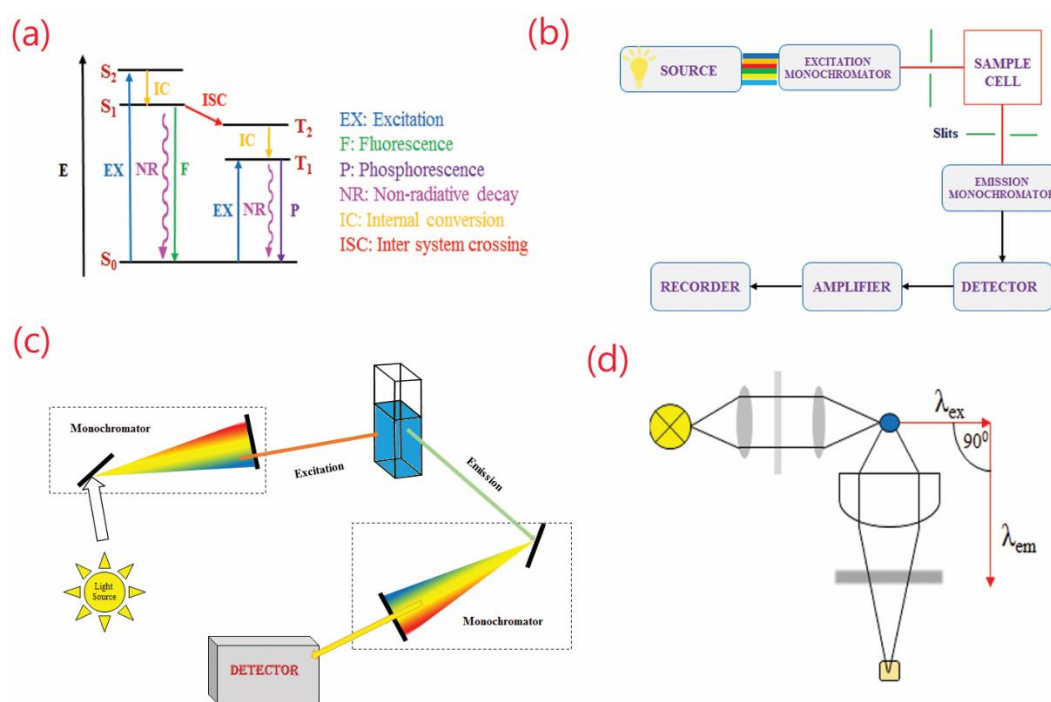 (a)
S₂
IC
S₁
ISC
T₂
IC
T₁
E
EX
NR
F
EX
NR
P
S₀
EX: Excitation
F: Fluorescence
P: Phosphorescence
NR: Non-radiative decay
IC: Internal conversion
ISC: Inter system crossing
(b)
SOURCE
EXCITATION
MONOCHROMATOR
SAMPLE
CELL
Slits
EMISSION
MONOCHROMATOR
RECORDER
AMPLIFIER
DETECTOR
(c)
Monochromator
Excitation
Emission
Light
Source
Monochromator
DETECTOR
(d)
λex
90⁰
λem